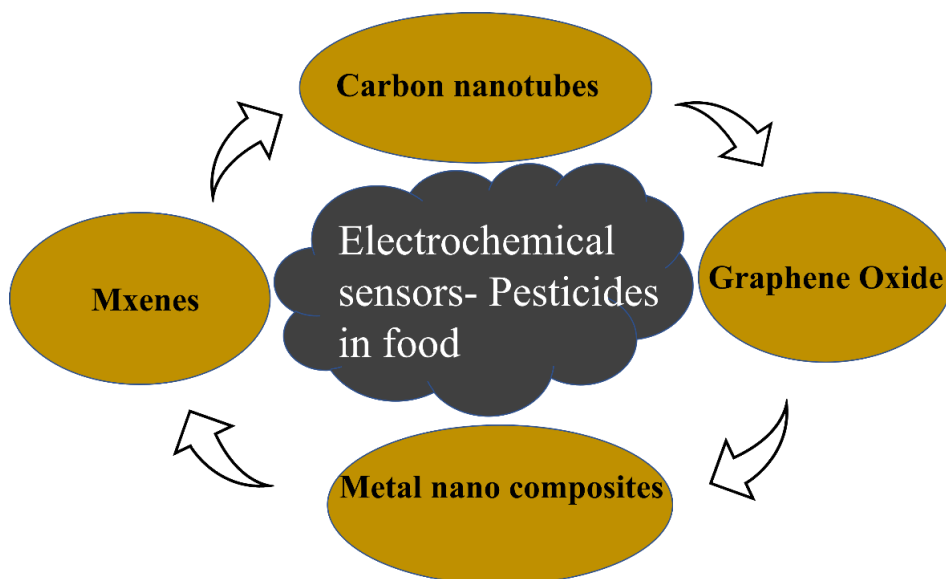 Carbon nanotubes
Electrochemical
sensors- Pesticides
in food
Graphene Oxide
Mxenes
Metal nano composites